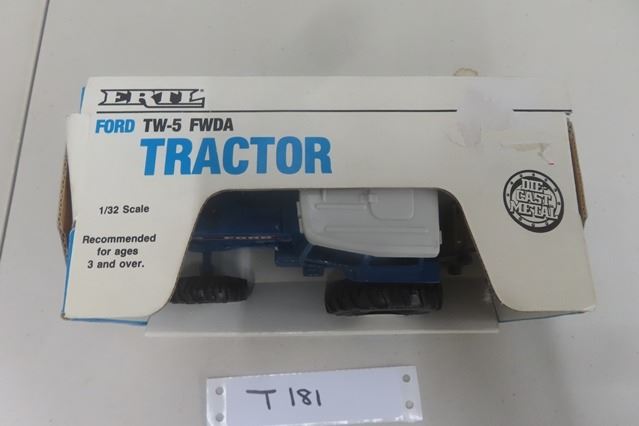 ERTL
FORD TW-5 FWDA
TRACTOR
1/32 Scale
Recommended
for ages
3 and over.
DIE
CAST
METAL
FORD
T 181